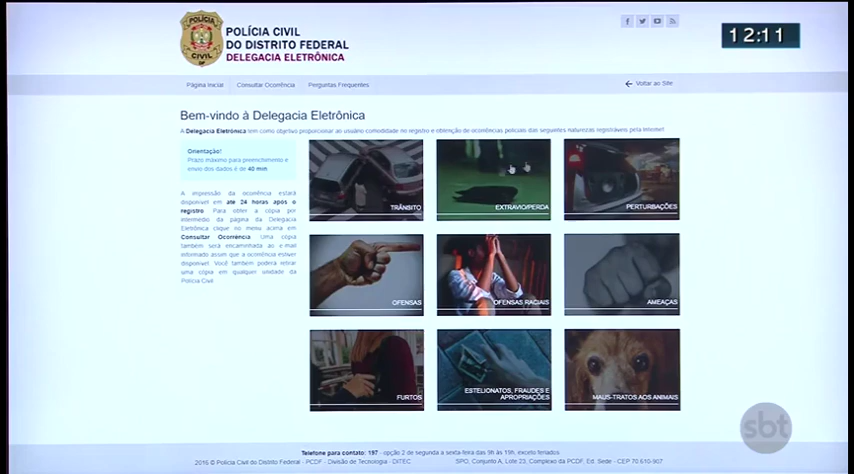 POLÍCIA
CIVIL
DF
POLÍCIA CIVIL
DO DISTRITO FEDERAL
DELEGACIA ELETRÔNICA
12:11
Página Inicial
Consultar Ocorrência
Perguntas Frequentes
Voltar ao Site
Bem-vindo à Delegacia Eletrônica
A Delegacia Eletrônica tem como objetivo proporcionar ao usuário comodidade no registro e obtenção de ocorrências policiais das seguintes naturezas registráveis pela Internet!
Orientação!
Prazo máximo para preenchimento e
envio dos dados é de 40 min
A impressão da ocorrência estará
disponível em até 24 horas após o
registro. Para obter a cópia por
intermédio da página da Delegacia
Eletrônica clique no menu acima em
Consultar Ocorrência. Uma cópia
também será encaminhada ao e-mail
informado assim que a ocorrência estiver
disponível. Você também poderá retirar
uma cópia em qualquer unidade da
Polícia Civil
TRÂNSITO
EXTRAVIO/PERDA
PERTURBAÇÕES
OFENSAS
OFENSAS RACIAIS
AMEAÇAS
FURTOS
ESTELIONATOS, FRAUDES E
APROPRIAÇÕES
MAUS-TRATOS AOS ANIMAIS
sbt
Telefone para contato: 197 - opção 2 de segunda a sexta-feira das 9h às 19h, exceto feriados
2015 © Polícia Civil do Distrito Federal - PCDF - Divisão de Tecnologia - DITEC
SPO, Conjunto A, Lote 23, Complexo da PCDF, Ed. Sede - CEP 70.610-907